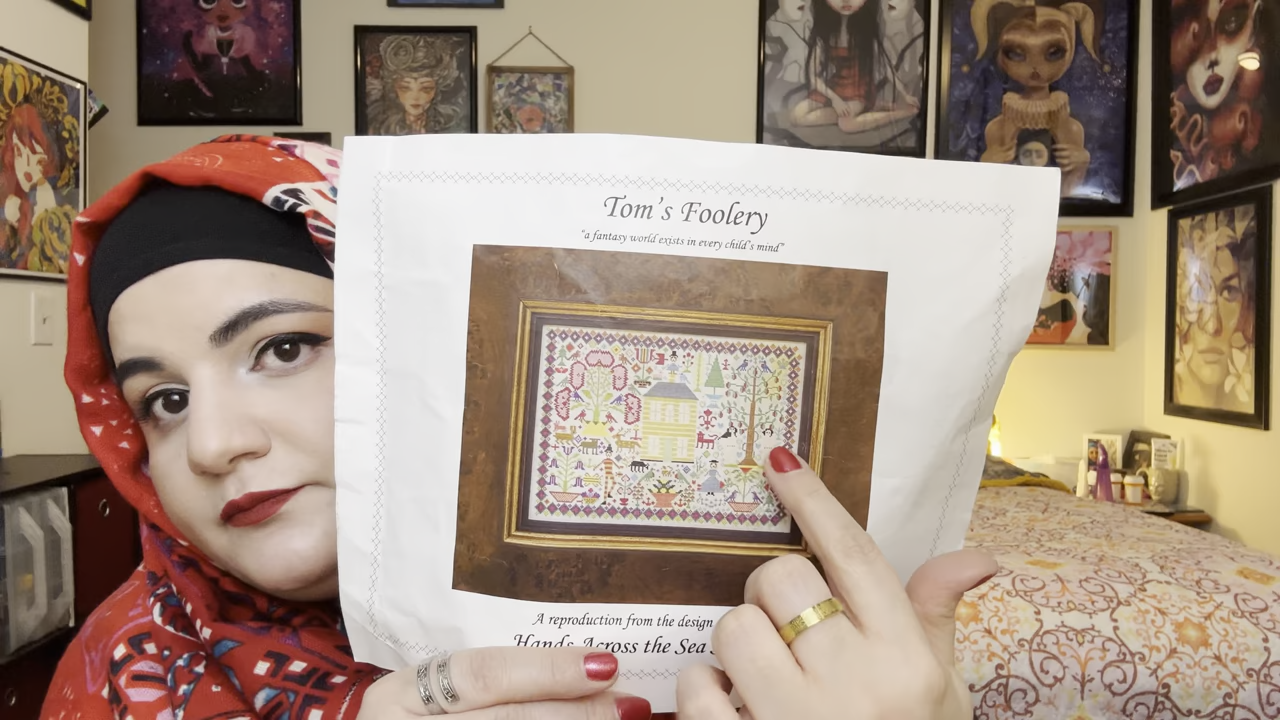 Tom's Foolery
"a fantasy world exists in every child's mind"
A reproduction from the design
Hands Across the Sea